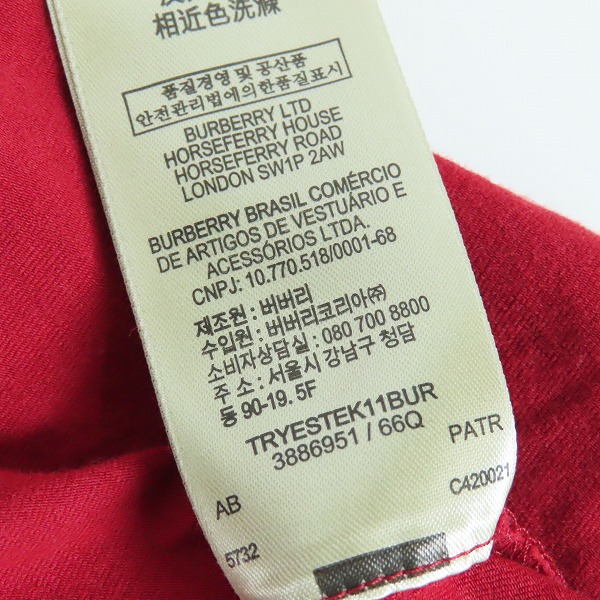 相近色洗滌
품질경영 및 공산품
안전관리법에의한품질표시
BURBERRY LTD
HORSEFERRY HOUSE
HORSEFERRY ROAD
LONDON SW1P 2AW
BURBERRY BRASIL COMÉRCIO
DE ARTIGOS DE VESTUÁRIO E
ACESSÓRIOS LTDA.
CNPJ: 10.770.518/0001-68
제조원 : 버버리
수입원 : 버버리코리아㈜
소비자상담실 : 080 700 8800
주 소 : 서울시 강남구 청담
동 90-19. 5F
TRYESTEK11BUR
3886951 / 66Q
PATR
AB
C420021
5732